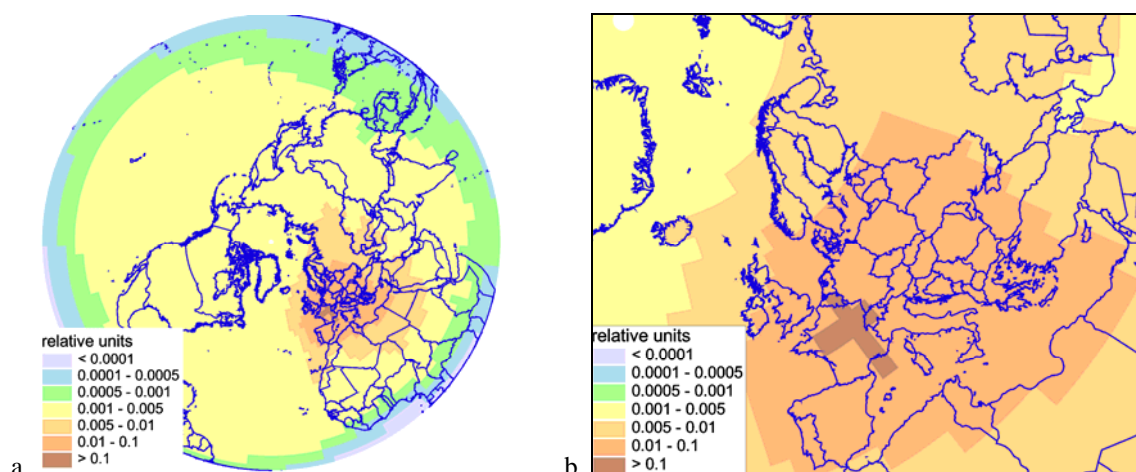 relative units
< 0.0001
0.0001 - 0.0005
0.0005 - 0.001
0.001 - 0.005
0.005 - 0.01
0.01 - 0.1
> 0.1
a
relative units
< 0.0001
0.0001 - 0.0005
0.0005 - 0.001
0.001 - 0.005
0.005 - 0.01
0.01 - 0.1
> 0.1
b